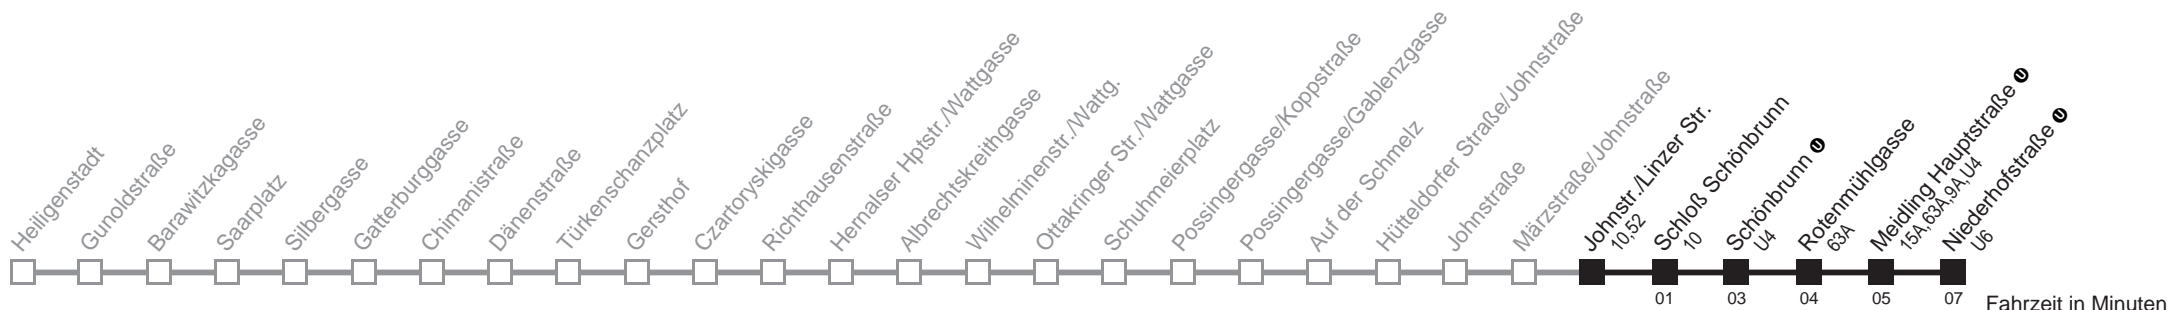 Heiligenstadt
Gunoldstraße
Barawitzkagasse
Saarplatz
Silbergasse
Gatterburggasse
Chimanistraße
Dänenstraße
Türkenschanzplatz
Gersthof
Czartoryskigasse
Richthausenstraße
Hernalser Hptstr./Wattgasse
Albrechtskreithgasse
Wilhelminenstr./Wattg.
Ottakringer Str./Wattgasse
Schuhmeierplatz
Possingergasse/Koppstraße
Possingergasse/Gablenzgasse
Auf der Schmelz
Hütteldorfer Straße/Johnstraße
Johnstraße
Märzstraße/Johnstraße
Johnstr./Linzer Str.
10,52
Schloß Schönbrunn
10
Schönbrunn U
U4
Rotenmühlgasse
63A
Meidling Hauptstraße U
15A,63A,9A,U4
Niederhofstraße U
U6
01 03 04 05 07
Fahrzeit in Minuten